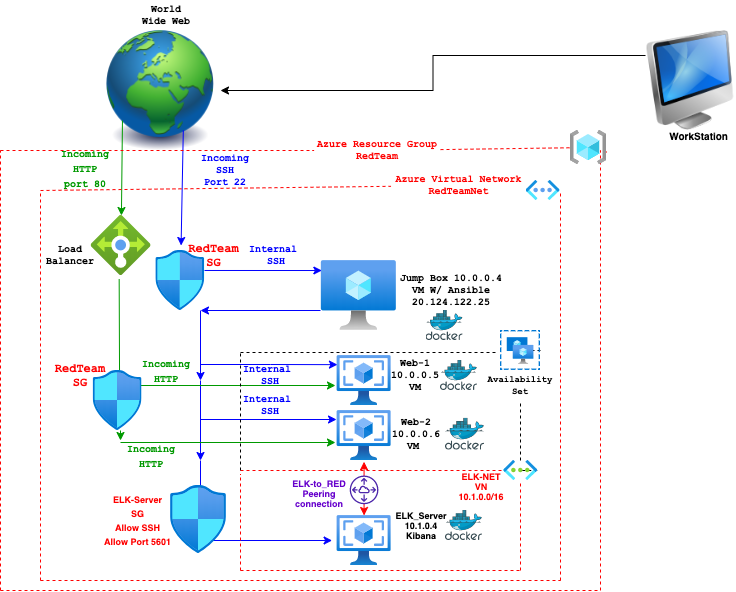 World
Wide Web
WorkStation
Azure Resource Group
RedTeam
Incoming
HTTP
port 80
Incoming
SSH
Port 22
Azure Virtual Network
RedTeamNet
Load
Balancer
RedTeam
SG
Internal
SSH
Jump Box 10.0.0.4
VM W/ Ansible
20.124.122.25
docker
RedTeam
SG
Incoming
HTTP
Internal
SSH
Web-1
10.0.0.5
VM
docker
Availability
Set
Internal
SSH
Web-2
10.0.0.6
VM
docker
Incoming
HTTP
ELK-to_RED
Peering
connection
ELK-NET
VN
10.1.0.0/16
ELK-Server
SG
Allow SSH
Allow Port 5601
ELK_Server
10.1.0.4
Kibana
docker